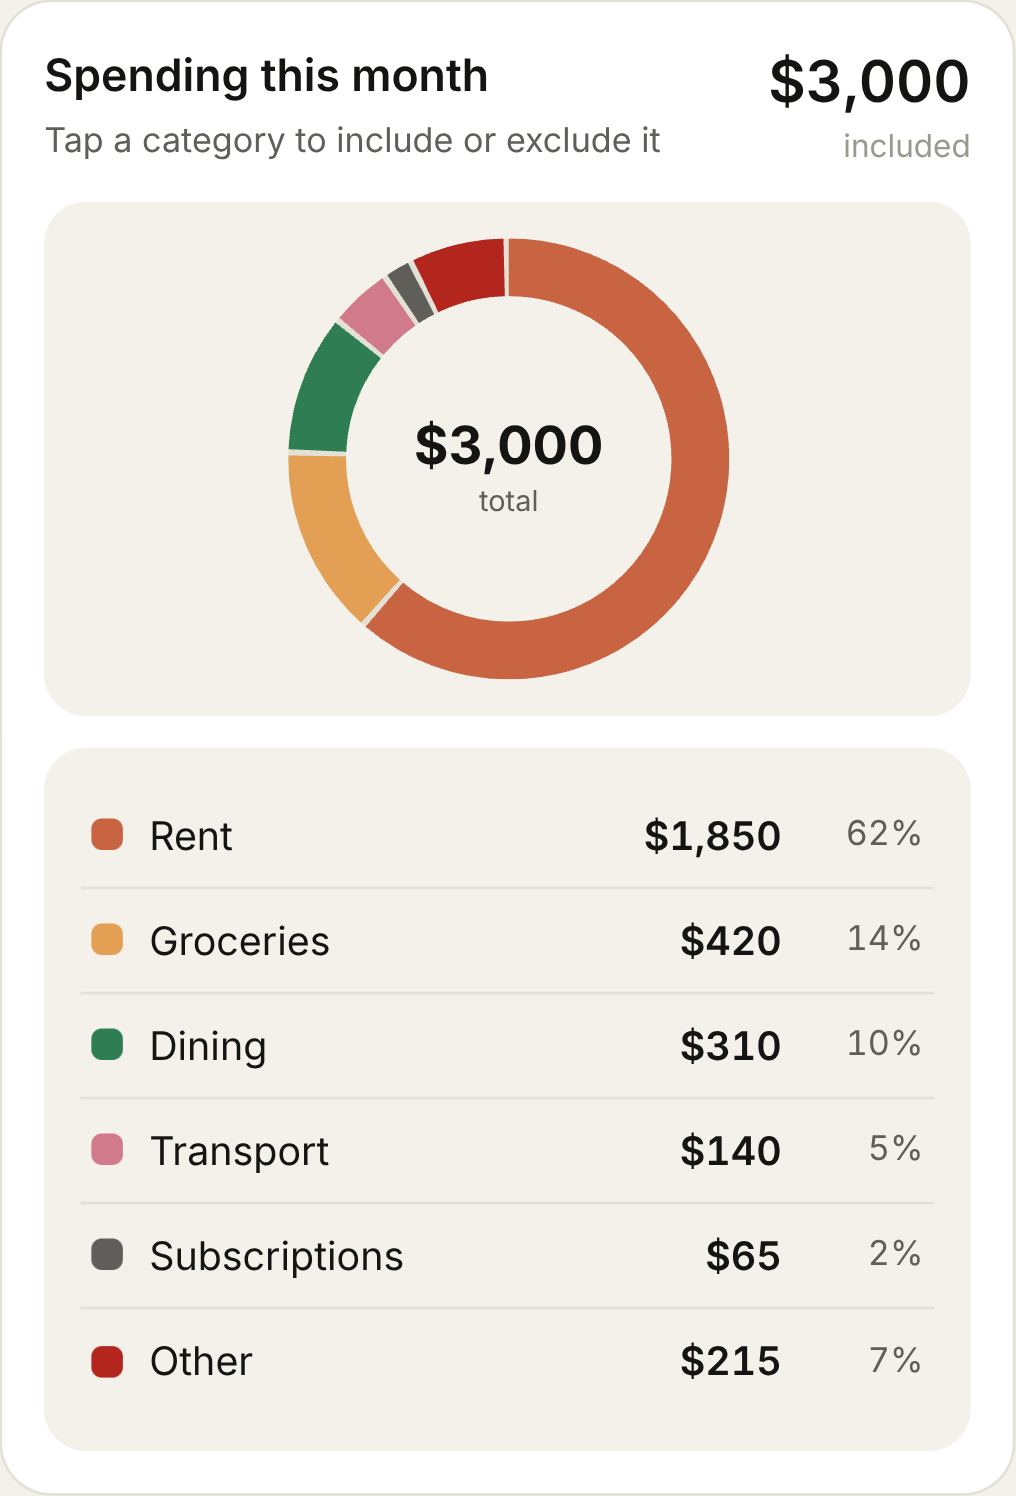 Spending this month
$3,000
Tap a category to include or exclude it
included
$3,000
total
Rent $1,850 62%
Groceries $420 14%
Dining $310 10%
Transport $140 5%
Subscriptions $65 2%
Other $215 7%